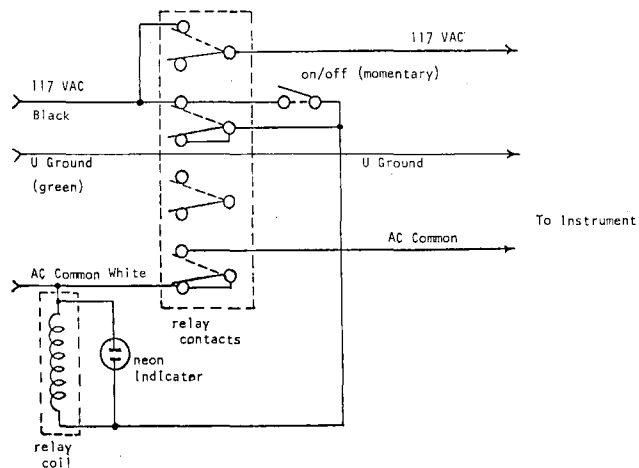 117 VAC
on/off (momentary)
117 VAC
Black
U Ground
(green)
U Ground
To Instrument
AC Common
AC Common White
relay
contacts
neon
indicator
relay
coil